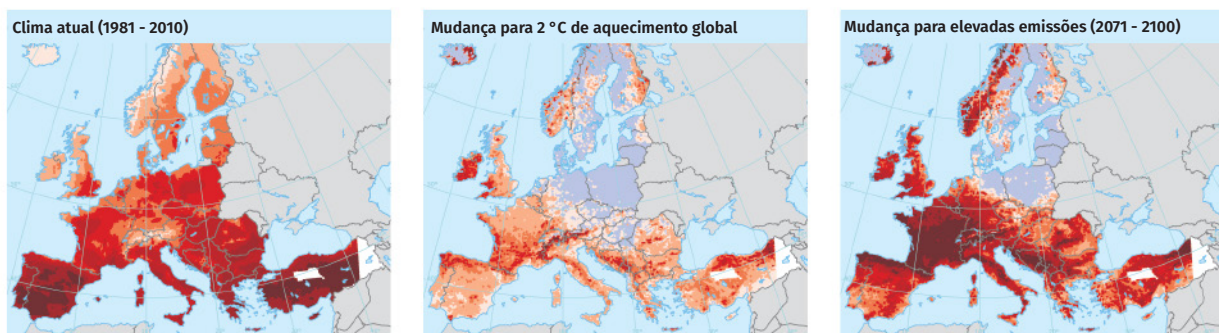 Clima atual (1981 - 2010)
Mudança para 2 °C de aquecimento global
Mudança para elevadas emissões (2071 - 2100)